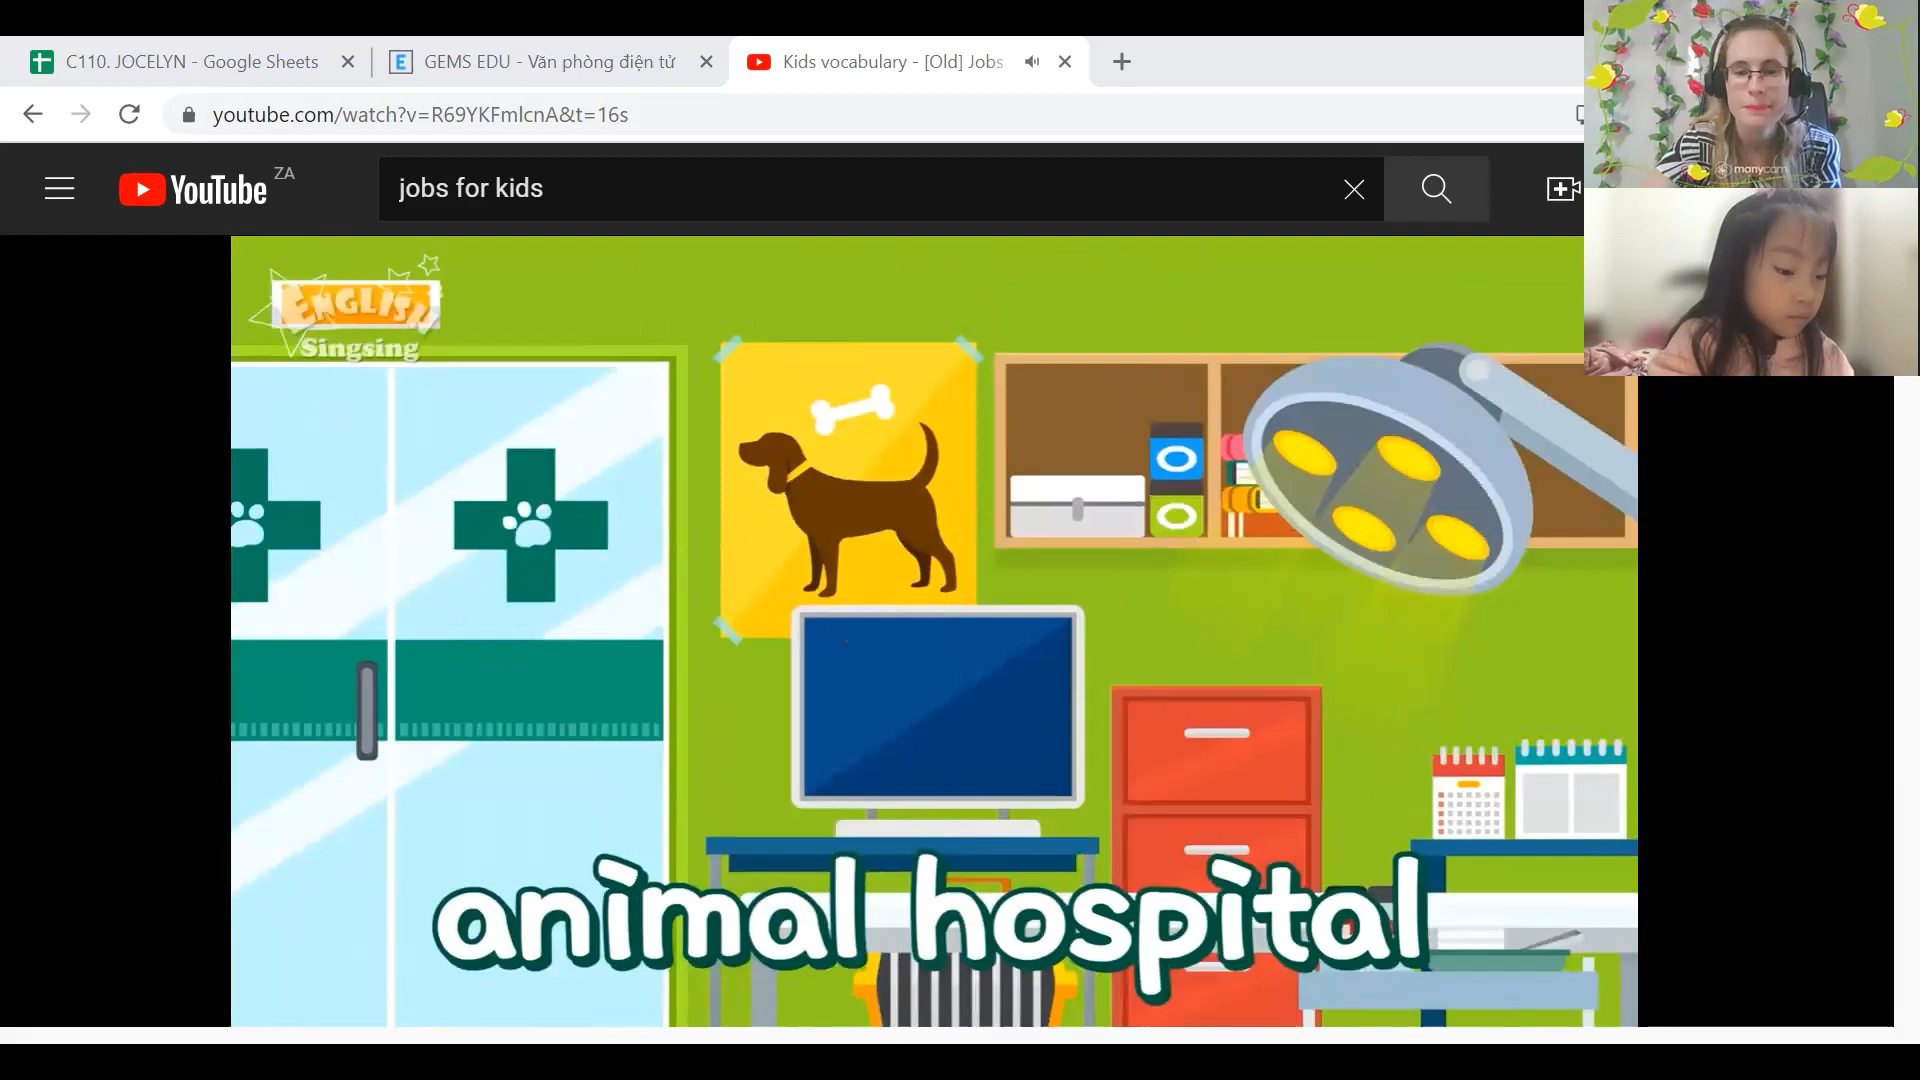 C110. JOCELYN - Google Sheets
GEMS EDU - Văn phòng điện tử
Kids vocabulary - [Old] Jobs
youtube.com/watch?v=R69YKFmlcnA&t=16s
YouTube ZA
jobs for kids
manycam
ENGLISH
Singsing
animal hospital